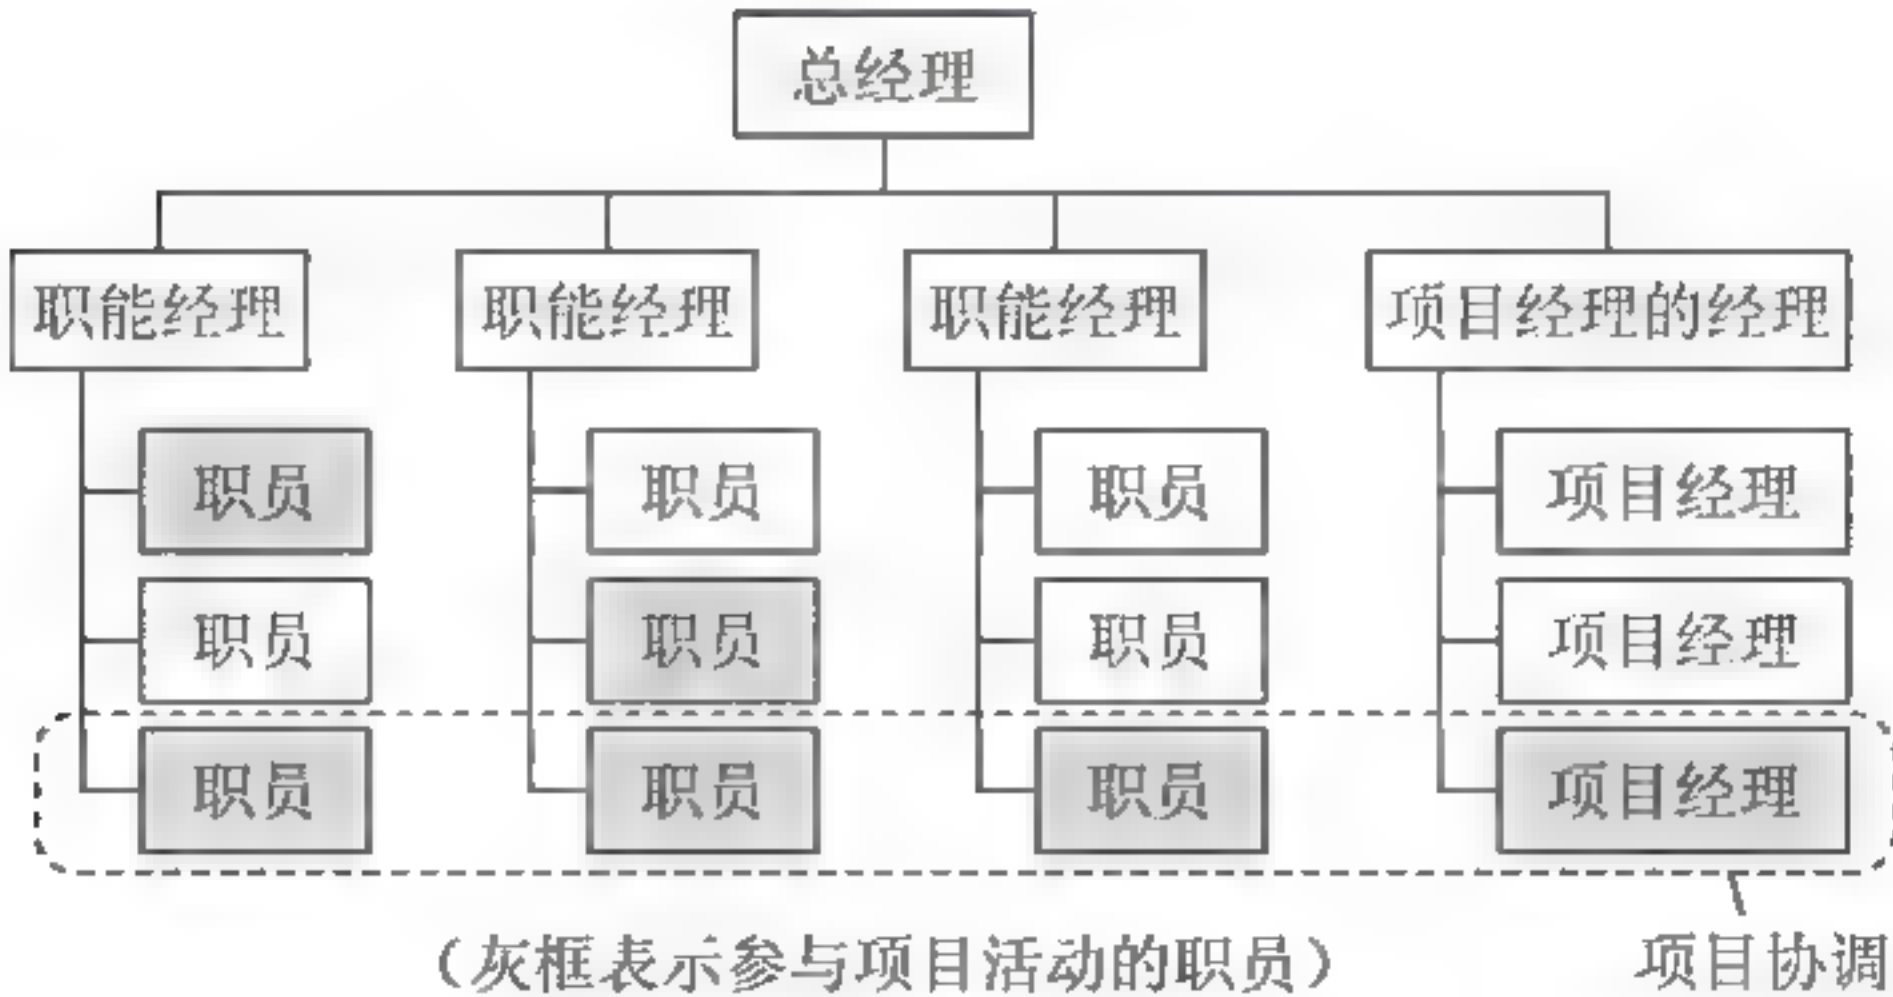 总经理
职能经理
职能经理
职能经理
项目经理的经理
职员
职员
职员
项目经理
职员
职员
职员
项目经理
职员
职员
职员
项目经理
（灰框表示参与项目活动的职员）
项目协调